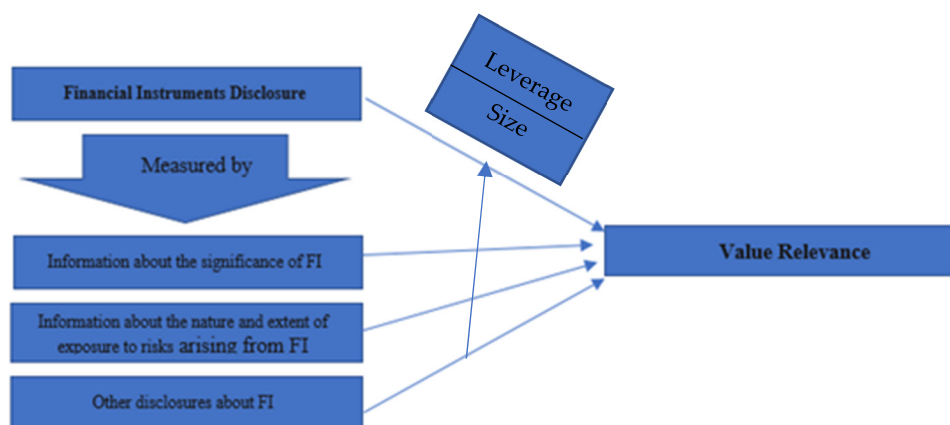 Leverage
Size
Financial Instruments Disclosure
Measured by
Information about the significance of FI
Information about the nature and extent of
exposure to risks arising from FI
Other disclosures about FI
Value Relevance